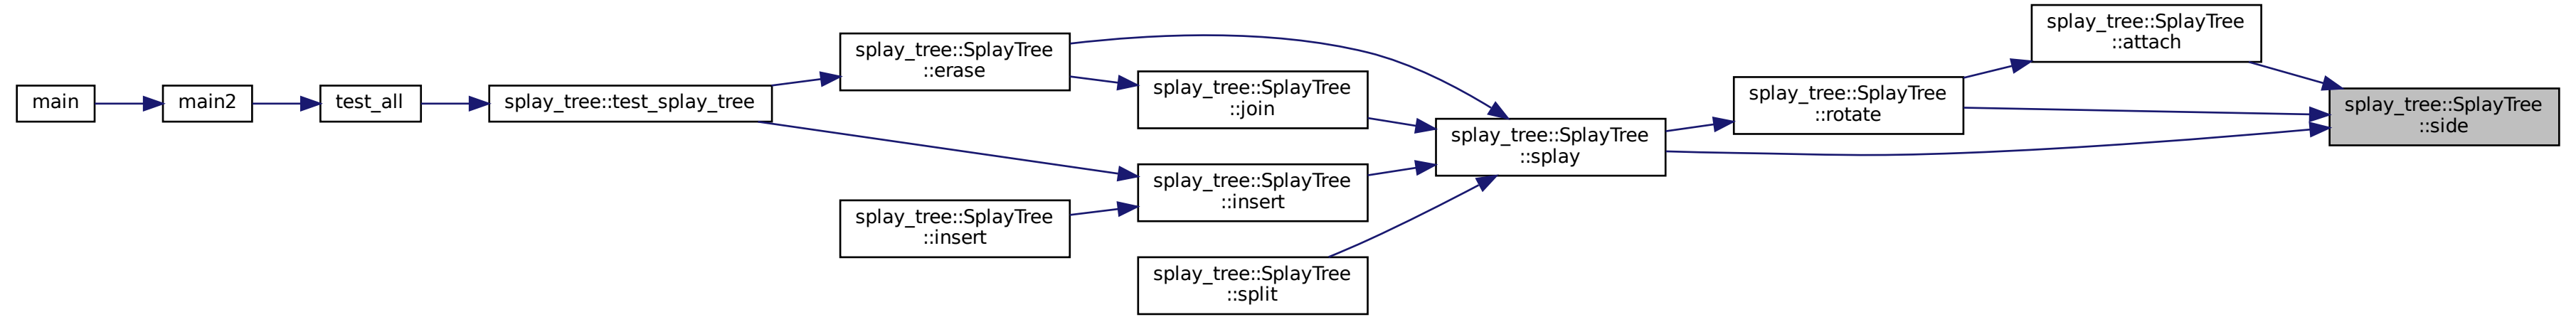 main
main2
test_all
splay_tree::test_splay_tree
splay_tree::SplayTree
::erase
splay_tree::SplayTree
::insert
splay_tree::SplayTree
::join
splay_tree::SplayTree
::insert
splay_tree::SplayTree
::split
splay_tree::SplayTree
::splay
splay_tree::SplayTree
::rotate
splay_tree::SplayTree
::attach
splay_tree::SplayTree
::side